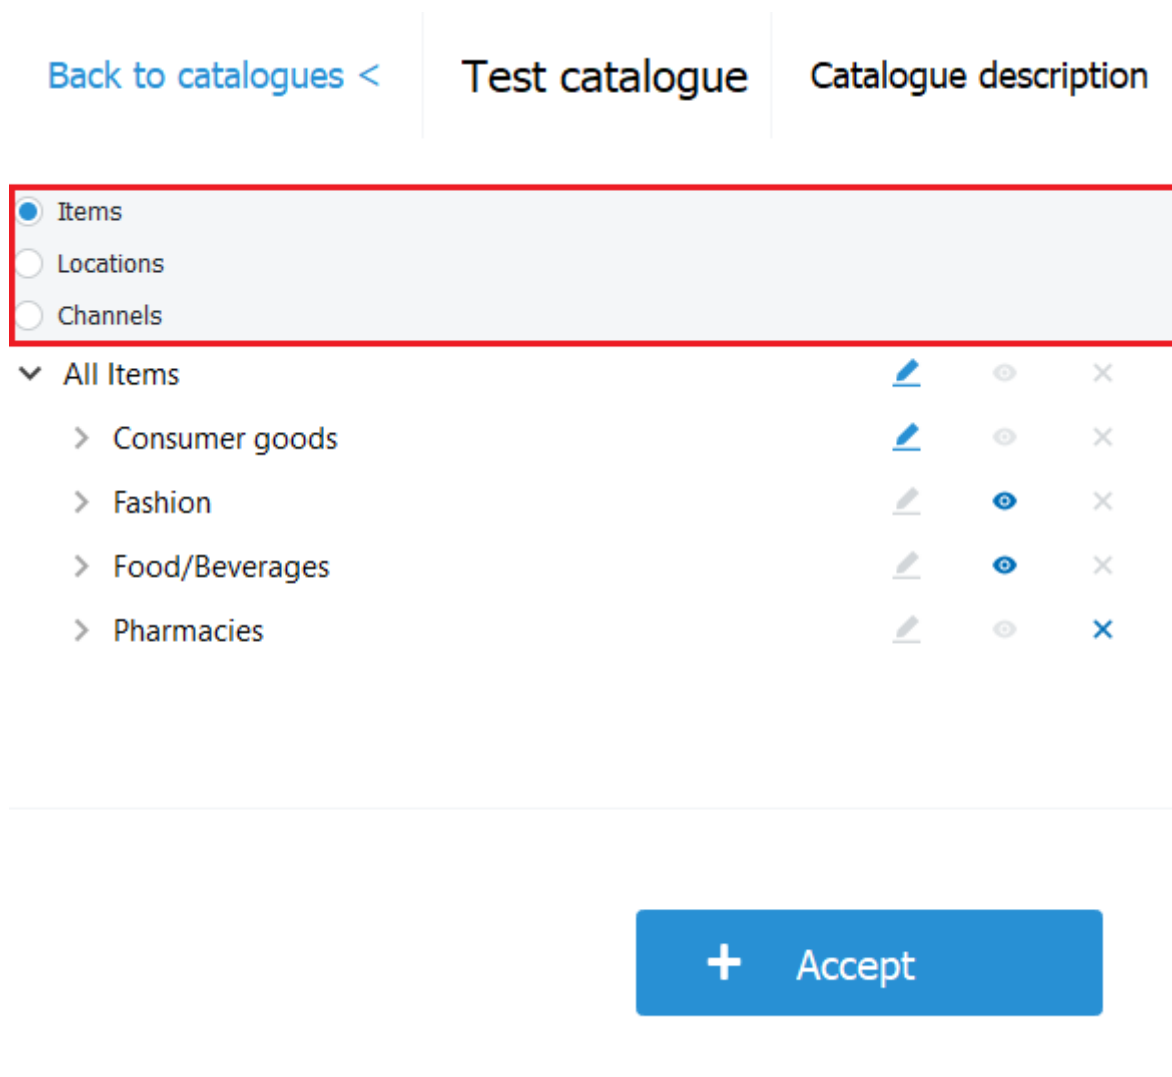 Back to catalogues <
Test catalogue
Catalogue description
Items
Locations
Channels
All Items
Consumer goods
Fashion
Food/Beverages
Pharmacies
+ Accept